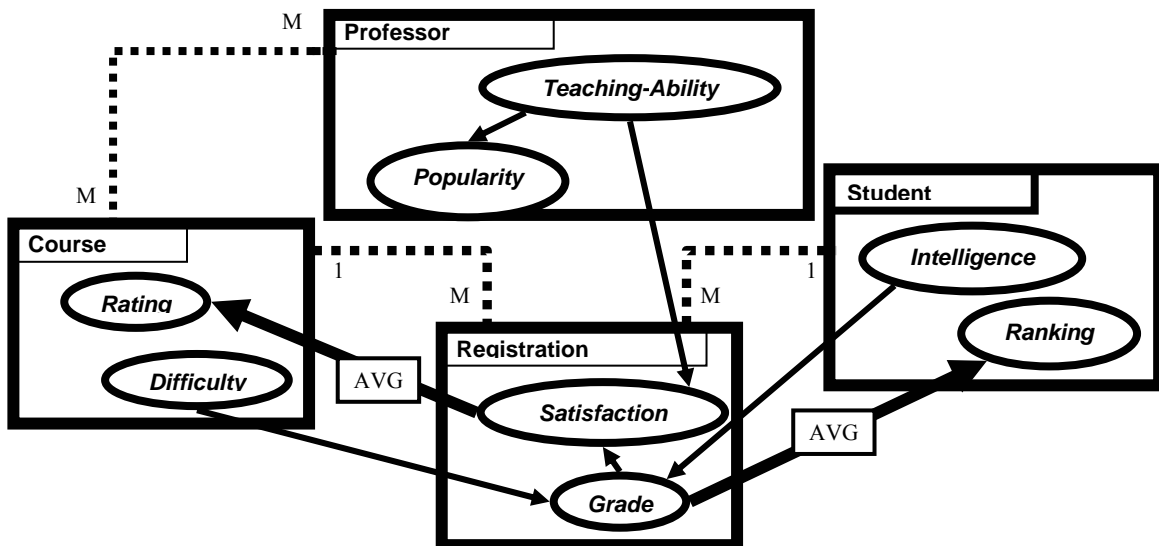 M
Professor
Teaching-Ability
Popularity
M
Student
Course
Intelligence
1
1
Rating
M
M
Ranking
Registration
Difficulty
AVG
Satisfaction
AVG
Grade